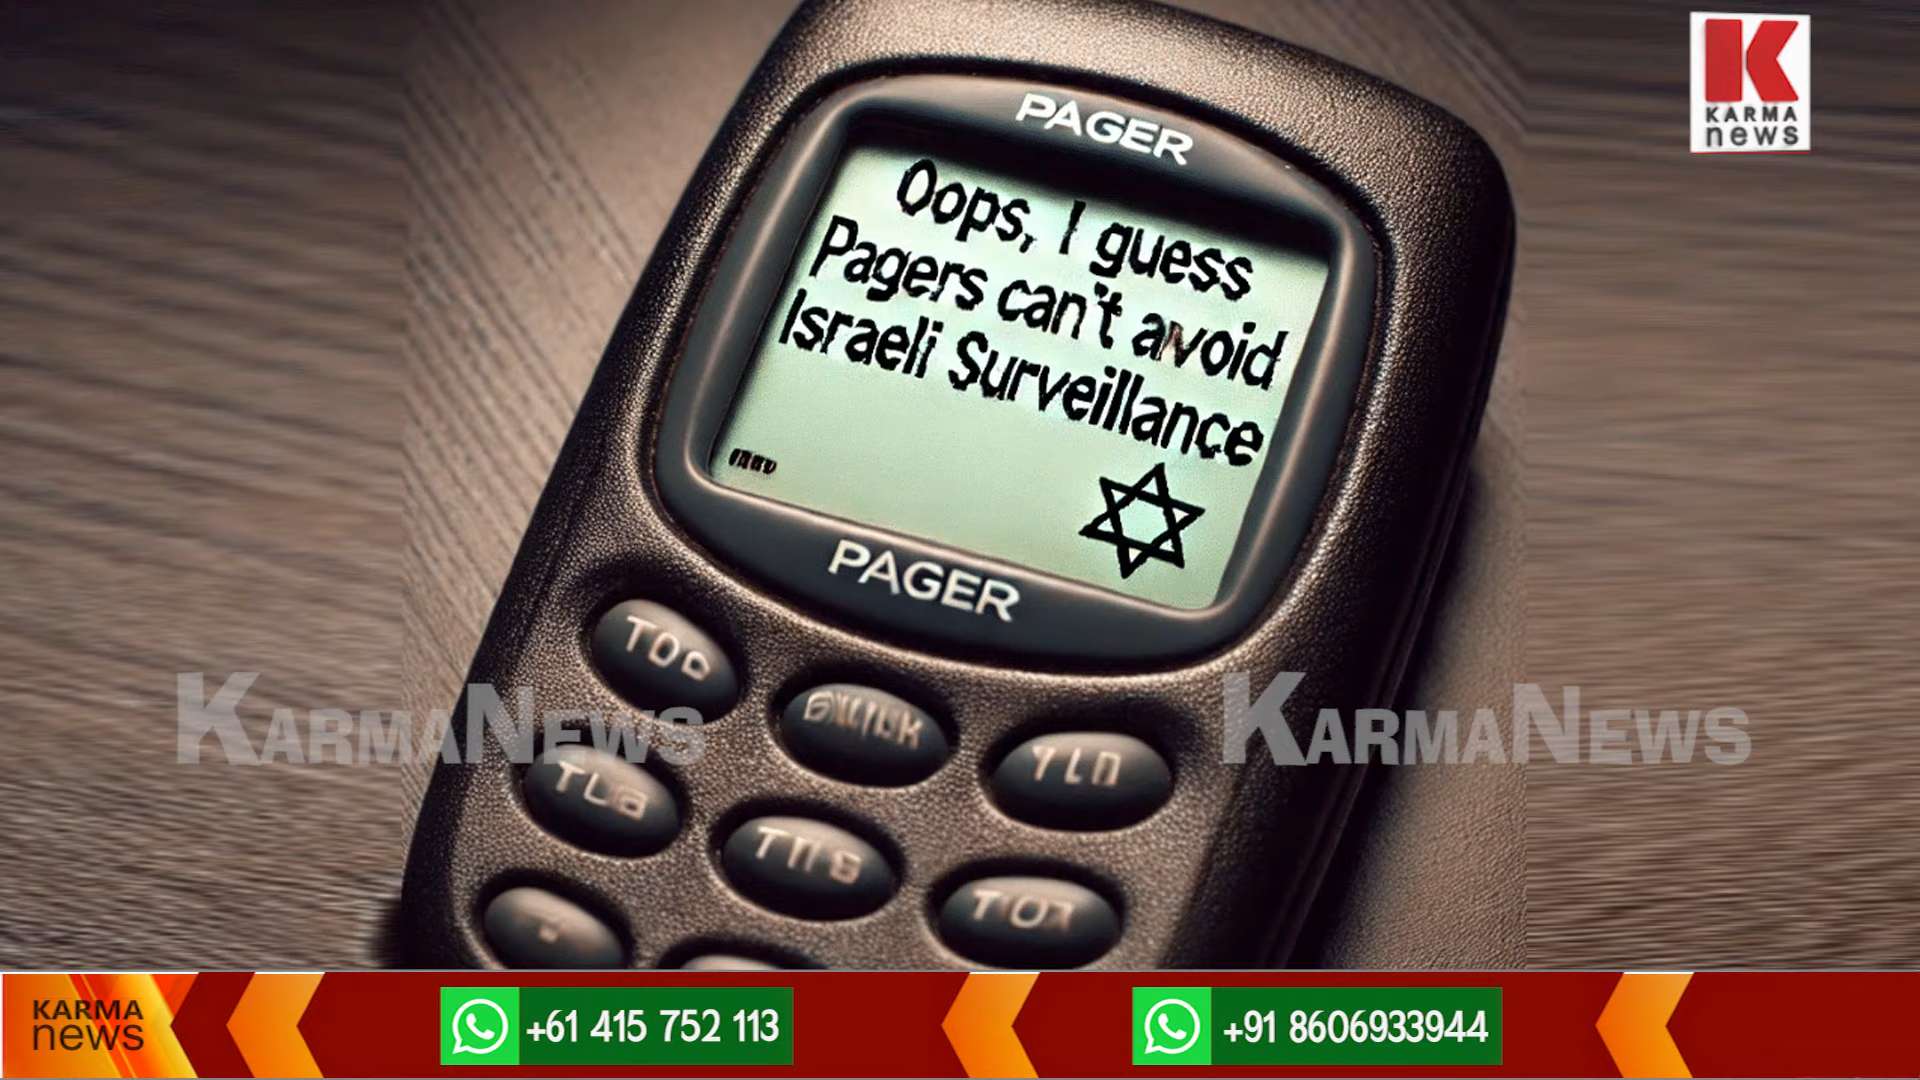 K
KARMA
news
PAGER
Oops, I guess
Pagers can't avoid
Israeli Surveillance
PAGER
KARMANEWS
KARMANEWS
KARMA
news
+61 415 752 113
+91 8606933944